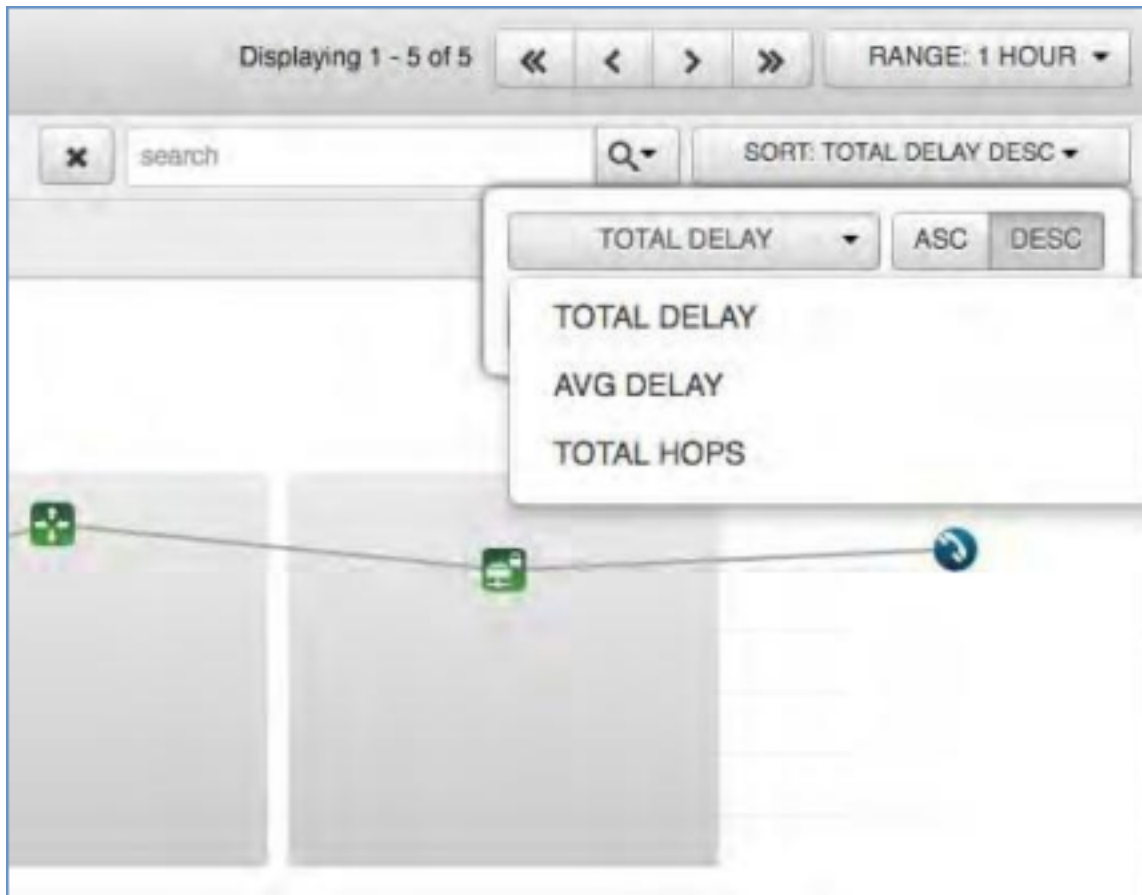 Displaying 1 - 5 of 5
RANGE: 1 HOUR
search
SORT: TOTAL DELAY DESC
TOTAL DELAY
ASC
DESC
TOTAL DELAY
AVG DELAY
TOTAL HOPS